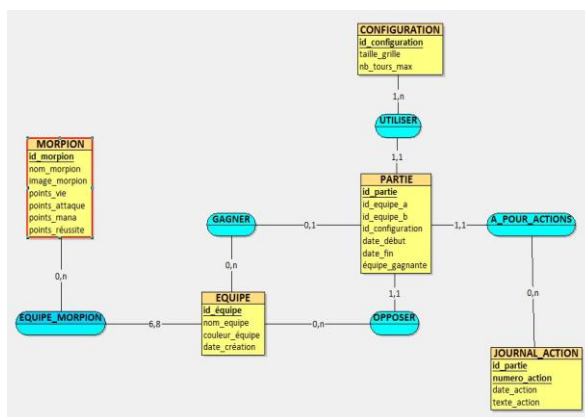 CONFIGURATION
id_configuration
taille_grille
nb_tours_max
1,n
UTILISER
1,1
MORPION
id_morpion
nom_morpion
image_morpion
points_vie
points_attaque
points_mana
points_réussite
PARTIE
id_partie
id_equipe_a
id_equipe_b
id_configuration
date_début
date_fin
équipe_gagnante
GAGNER
0,1
1,1
A_POUR_ACTIONS
0,n
0,n
1,1
0,n
EQUIPE
id_équipe
nom_equipe
couleur_équipe
date_création
EQUIPE_MORPION
6,8
0,n
OPPOSER
JOURNAL_ACTION
id_partie
numero_action
date_action
texte_action